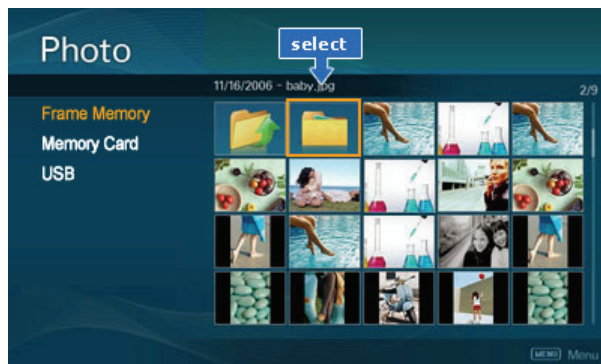 Photo
select
11/16/2006 - baby.jpg
2/9
Frame Memory
Memory Card
USB
MENU Menu